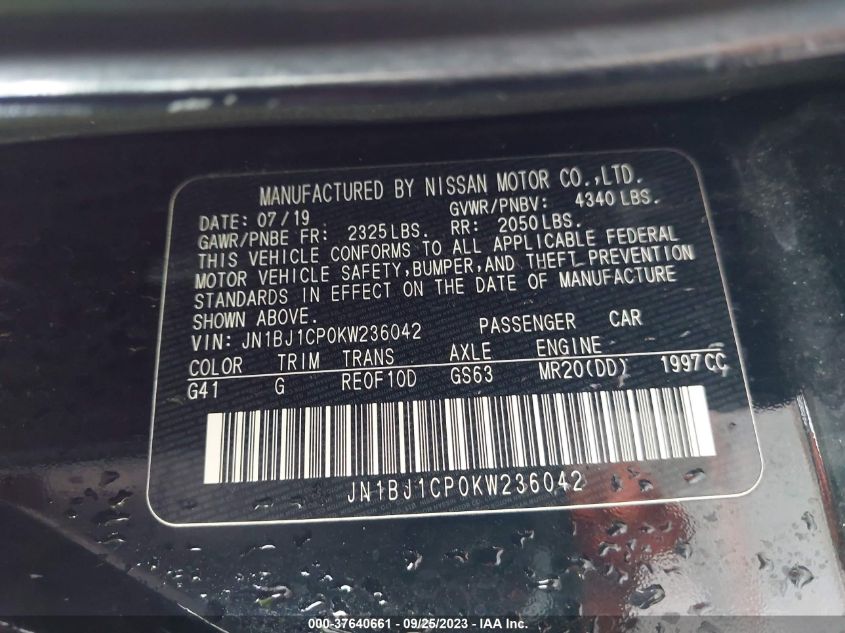 MANUFACTURED BY NISSAN MOTOR CO.,LTD.
DATE: 07/19 GVWR/PNBV: 4340 LBS.
GAWR/PNBE FR: 2325 LBS. RR: 2050 LBS.
THIS VEHICLE CONFORMS TO ALL APPLICABLE FEDERAL
MOTOR VEHICLE SAFETY,BUMPER,AND THEFT PREVENTION
STANDARDS IN EFFECT ON THE DATE OF MANUFACTURE
SHOWN ABOVE.
VIN: JN1BJ1CP0KW236042 PASSENGER CAR
COLOR TRIM TRANS AXLE ENGINE
G41 G RE0F10D GS63 MR20(DD) 1997CC
JN1BJ1CP0KW236042
000-37640661 - 09/25/2023 - IAA Inc.